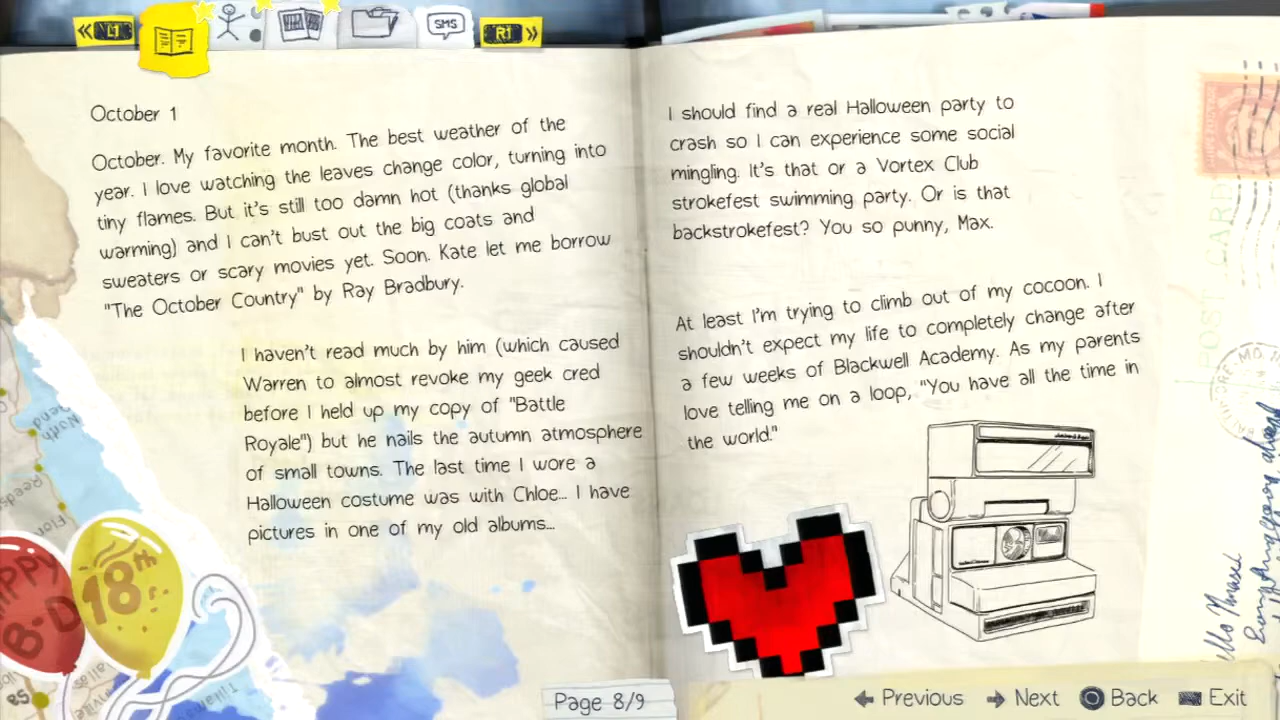 L1
SMS
R1
October 1
October. My favorite month. The best weather of the
year. I love watching the leaves change color, turning into
tiny flames. But it's still too damn hot (thanks global
warming) and I can't bust out the big coats and
sweaters or scary movies yet. Soon. Kate let me borrow
"The October Country" by Ray Bradbury.
I haven't read much by him (which caused
Warren to almost revoke my geek cred
before I held up my copy of "Battle
Royale") but he nails the autumn atmosphere
of small towns. The last time I wore a
Halloween costume was with Chloe... I have
pictures in one of my old albums...
I should find a real Halloween party to
crash so I can experience some social
mingling. It's that or a Vortex Club
strokefest swimming party. Or is that
backstrokefest? You so punny, Max.
At least I'm trying to climb out of my cocoon. I
shouldn't expect my life to completely change after
a few weeks of Blackwell Academy. As my parents
love telling me on a loop, "You have all the time in
the world."
18th
B-D
North
Bend
POST CARD
Page 8/9
Previous
Next
Back
Exit